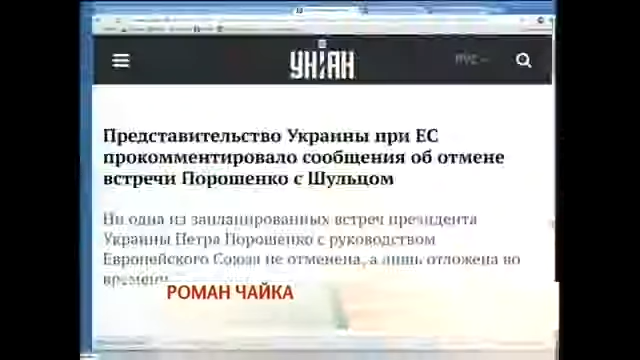 УНІАН
РУС
Представительство Украины при ЕС
прокомментировало сообщения об отмене
встречи Порошенко с Шульцом
Ни одна из запланированных встреч президента
Украины Петра Порошенко с руководством
Европейского Союза не отменена, а лишь отложена во
времени
РОМАН ЧАЙКА